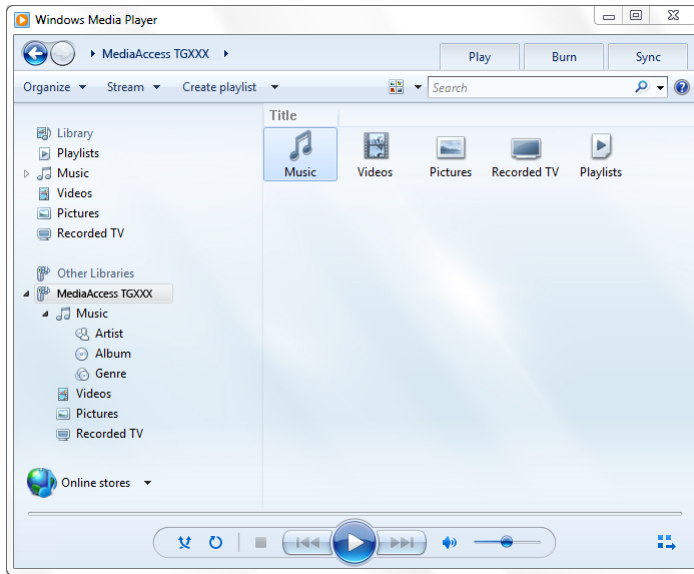 Windows Media Player
MediaAccess TGXXX
Play Burn Sync
Organize Stream Create playlist Search
Title
Music Videos Pictures Recorded TV Playlists
Library
Playlists
Music
Videos
Pictures
Recorded TV
Other Libraries
MediaAccess TGXXX
Music
Artist
Album
Genre
Videos
Pictures
Recorded TV
Online stores